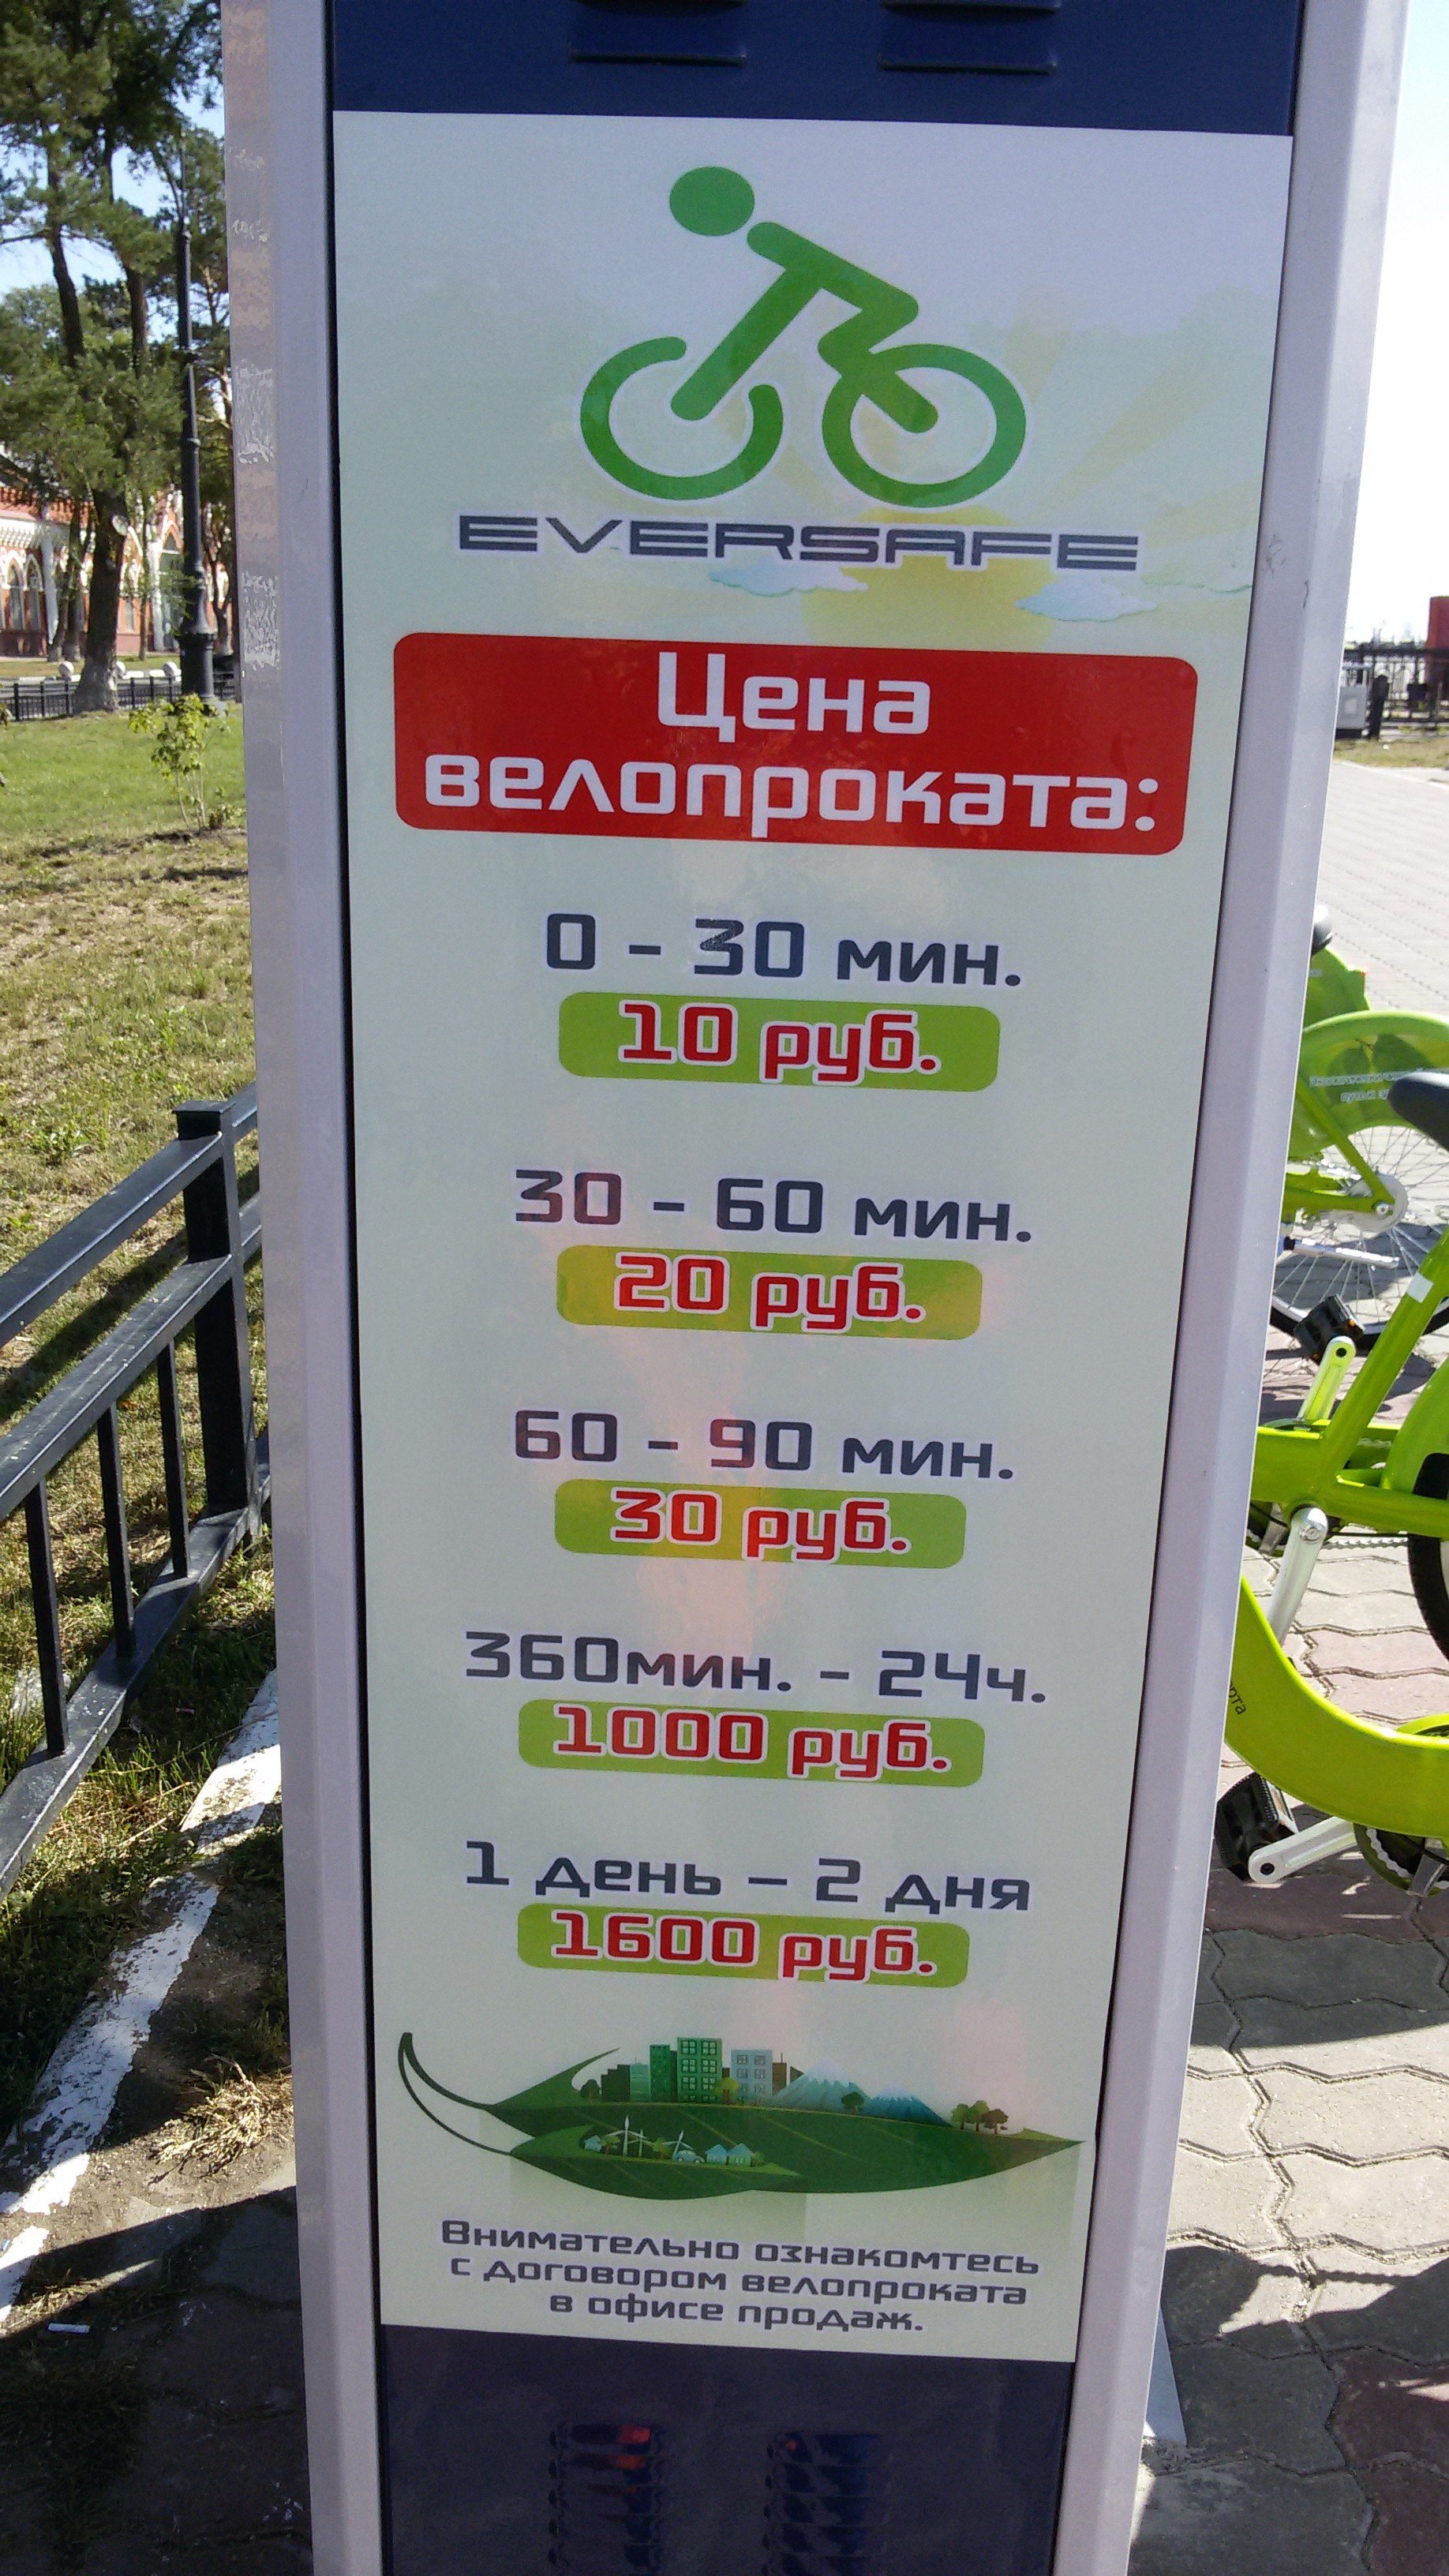 EVERSAFE
Цена
велопроката:
0 - 30 мин.
10 руб.
30 - 60 мин.
20 руб.
60 - 90 мин.
30 руб.
360мин. - 24ч.
1000 руб.
1 день - 2 дня
1600 руб.
Внимательно ознакомтесь
с договором велопроката
в офисе продаж.